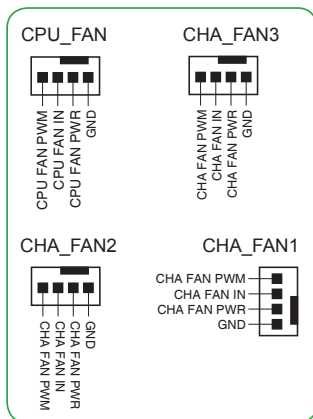 CPU_FAN
CPU FAN PWM
CPU FAN IN
CPU FAN PWR
GND
CHA_FAN3
CHA FAN PWM
CHA FAN IN
CHA FAN PWR
GND
CHA_FAN2
CHA FAN PWM
CHA FAN IN
CHA FAN PWR
GND
CHA_FAN1
CHA FAN PWM
CHA FAN IN
CHA FAN PWR
GND